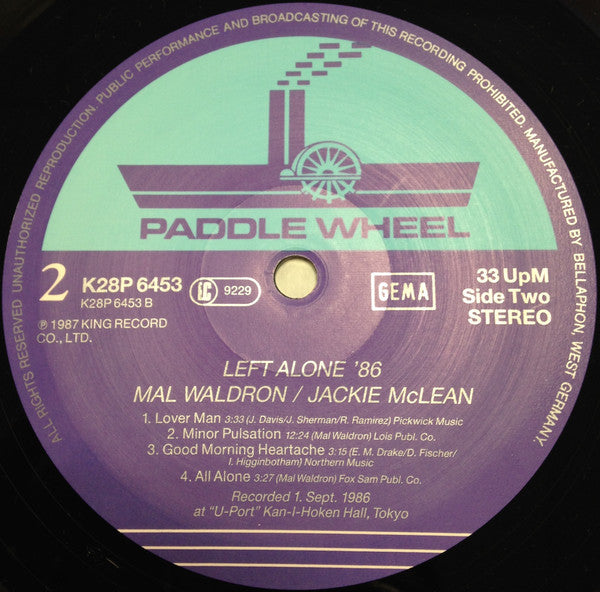 ALL RIGHTS RESERVED UNAUTHORIZED REPRODUCTION. PUBLIC PERFORMANCE AND BROADCASTING OF THIS RECORDING PROHIBITED. MANUFACTURED BY BELLAPHON, WEST GERMANY.
PADDLE WHEEL
2 K28P 6453
K28P 6453 B
℗ 1987 KING RECORD
CO., LTD.
LC 9229
GEMA
33 UpM
Side Two
STEREO
LEFT ALONE '86
MAL WALDRON / JACKIE McLEAN
1. Lover Man 3:33 (J. Davis/J. Sherman/R. Ramirez) Pickwick Music
2. Minor Pulsation 12:24 (Mal Waldron) Lois Publ. Co.
3. Good Morning Heartache 3:15 (E. M. Drake/D. Fischer/
I. Higginbotham) Northern Music
4. All Alone 3:27 (Mal Waldron) Fox Sam Publ. Co.
Recorded 1. Sept. 1986
at "U-Port" Kan-I-Hoken Hall, Tokyo